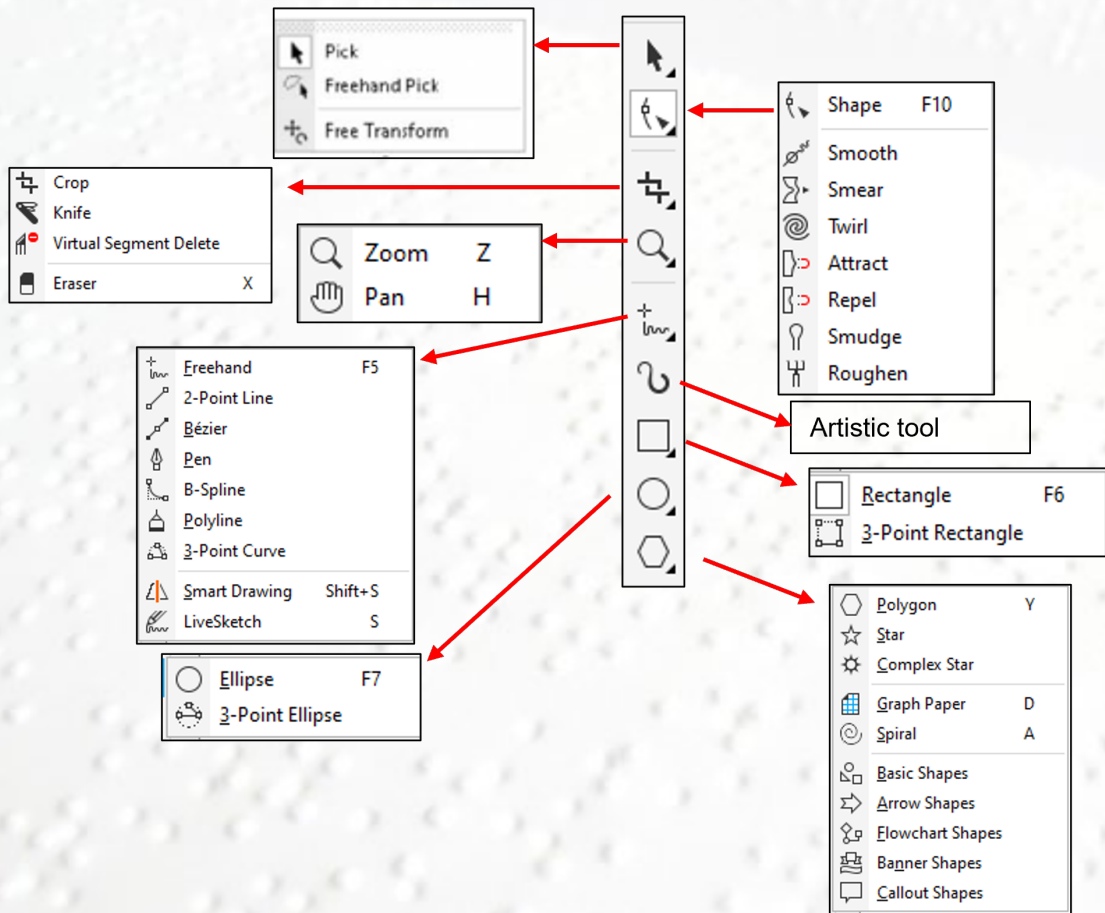 Pick
Freehand Pick
Free Transform
Shape F10
Smooth
Smear
Twirl
Attract
Repel
Smudge
Roughen
Crop
Knife
Virtual Segment Delete
Eraser X
Zoom Z
Pan H
Freehand F5
2-Point Line
Bézier
Pen
B-Spline
Polyline
3-Point Curve
Smart Drawing Shift+S
LiveSketch S
Artistic tool
Rectangle F6
3-Point Rectangle
Ellipse F7
3-Point Ellipse
Polygon Y
Star
Complex Star
Graph Paper D
Spiral A
Basic Shapes
Arrow Shapes
Flowchart Shapes
Banner Shapes
Callout Shapes